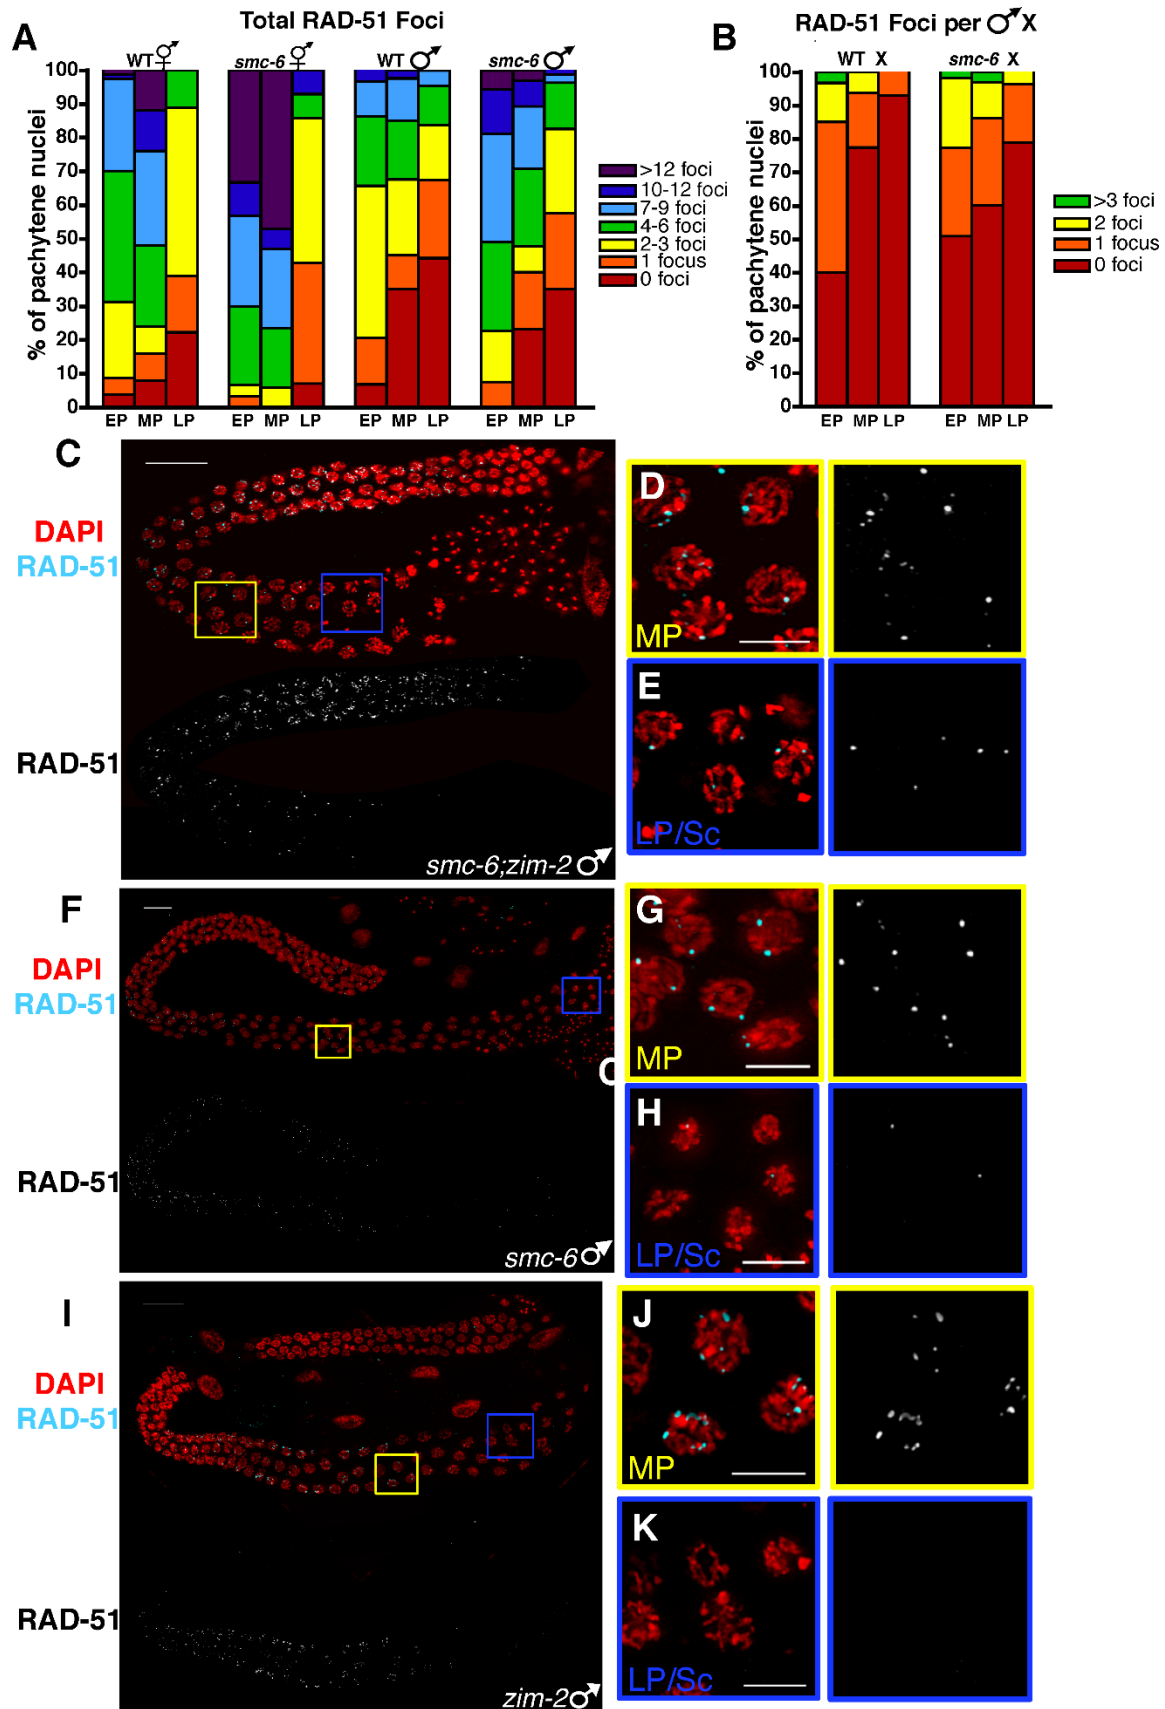 A
Total RAD-51 Foci
WT ⚥
smc-6 ⚥
WT ♂
smc-6 ♂
% of pachytene nuclei
100
90
80
70
60
50
40
30
20
10
0
EP MP LP
EP MP LP
EP MP LP
EP MP LP
>12 foci
10-12 foci
7-9 foci
4-6 foci
2-3 foci
1 focus
0 foci
B
RAD-51 Foci per ♂ X
WT X
smc-6 X
% of pachytene nuclei
100
90
80
70
60
50
40
30
20
10
0
EP MP LP
EP MP LP
>3 foci
2 foci
1 focus
0 foci
C
DAPI
RAD-51
RAD-51
smc-6;zim-2 ♂
D
MP
E
LP/Sc
F
DAPI
RAD-51
RAD-51
smc-6 ♂
G
MP
H
LP/Sc
I
DAPI
RAD-51
RAD-51
zim-2 ♂
J
MP
K
LP/Sc